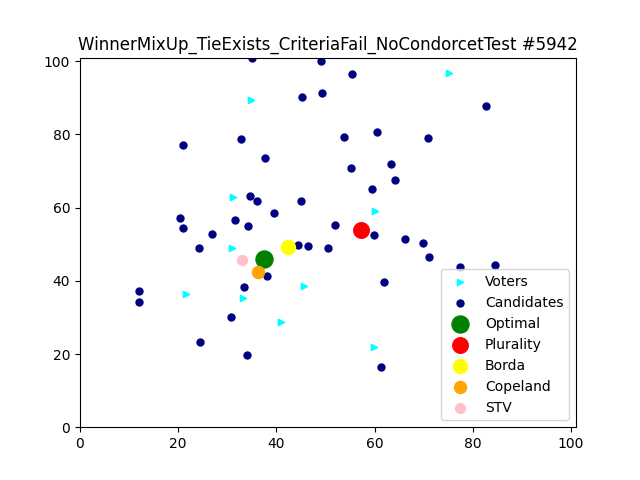 WinnerMixUp_TieExists_CriteriaFail_NoCondorcetTest #5942
100
80
60
40
20
0
0 20 40 60 80 100
Voters
Candidates
Optimal
Plurality
Borda
Copeland
STV